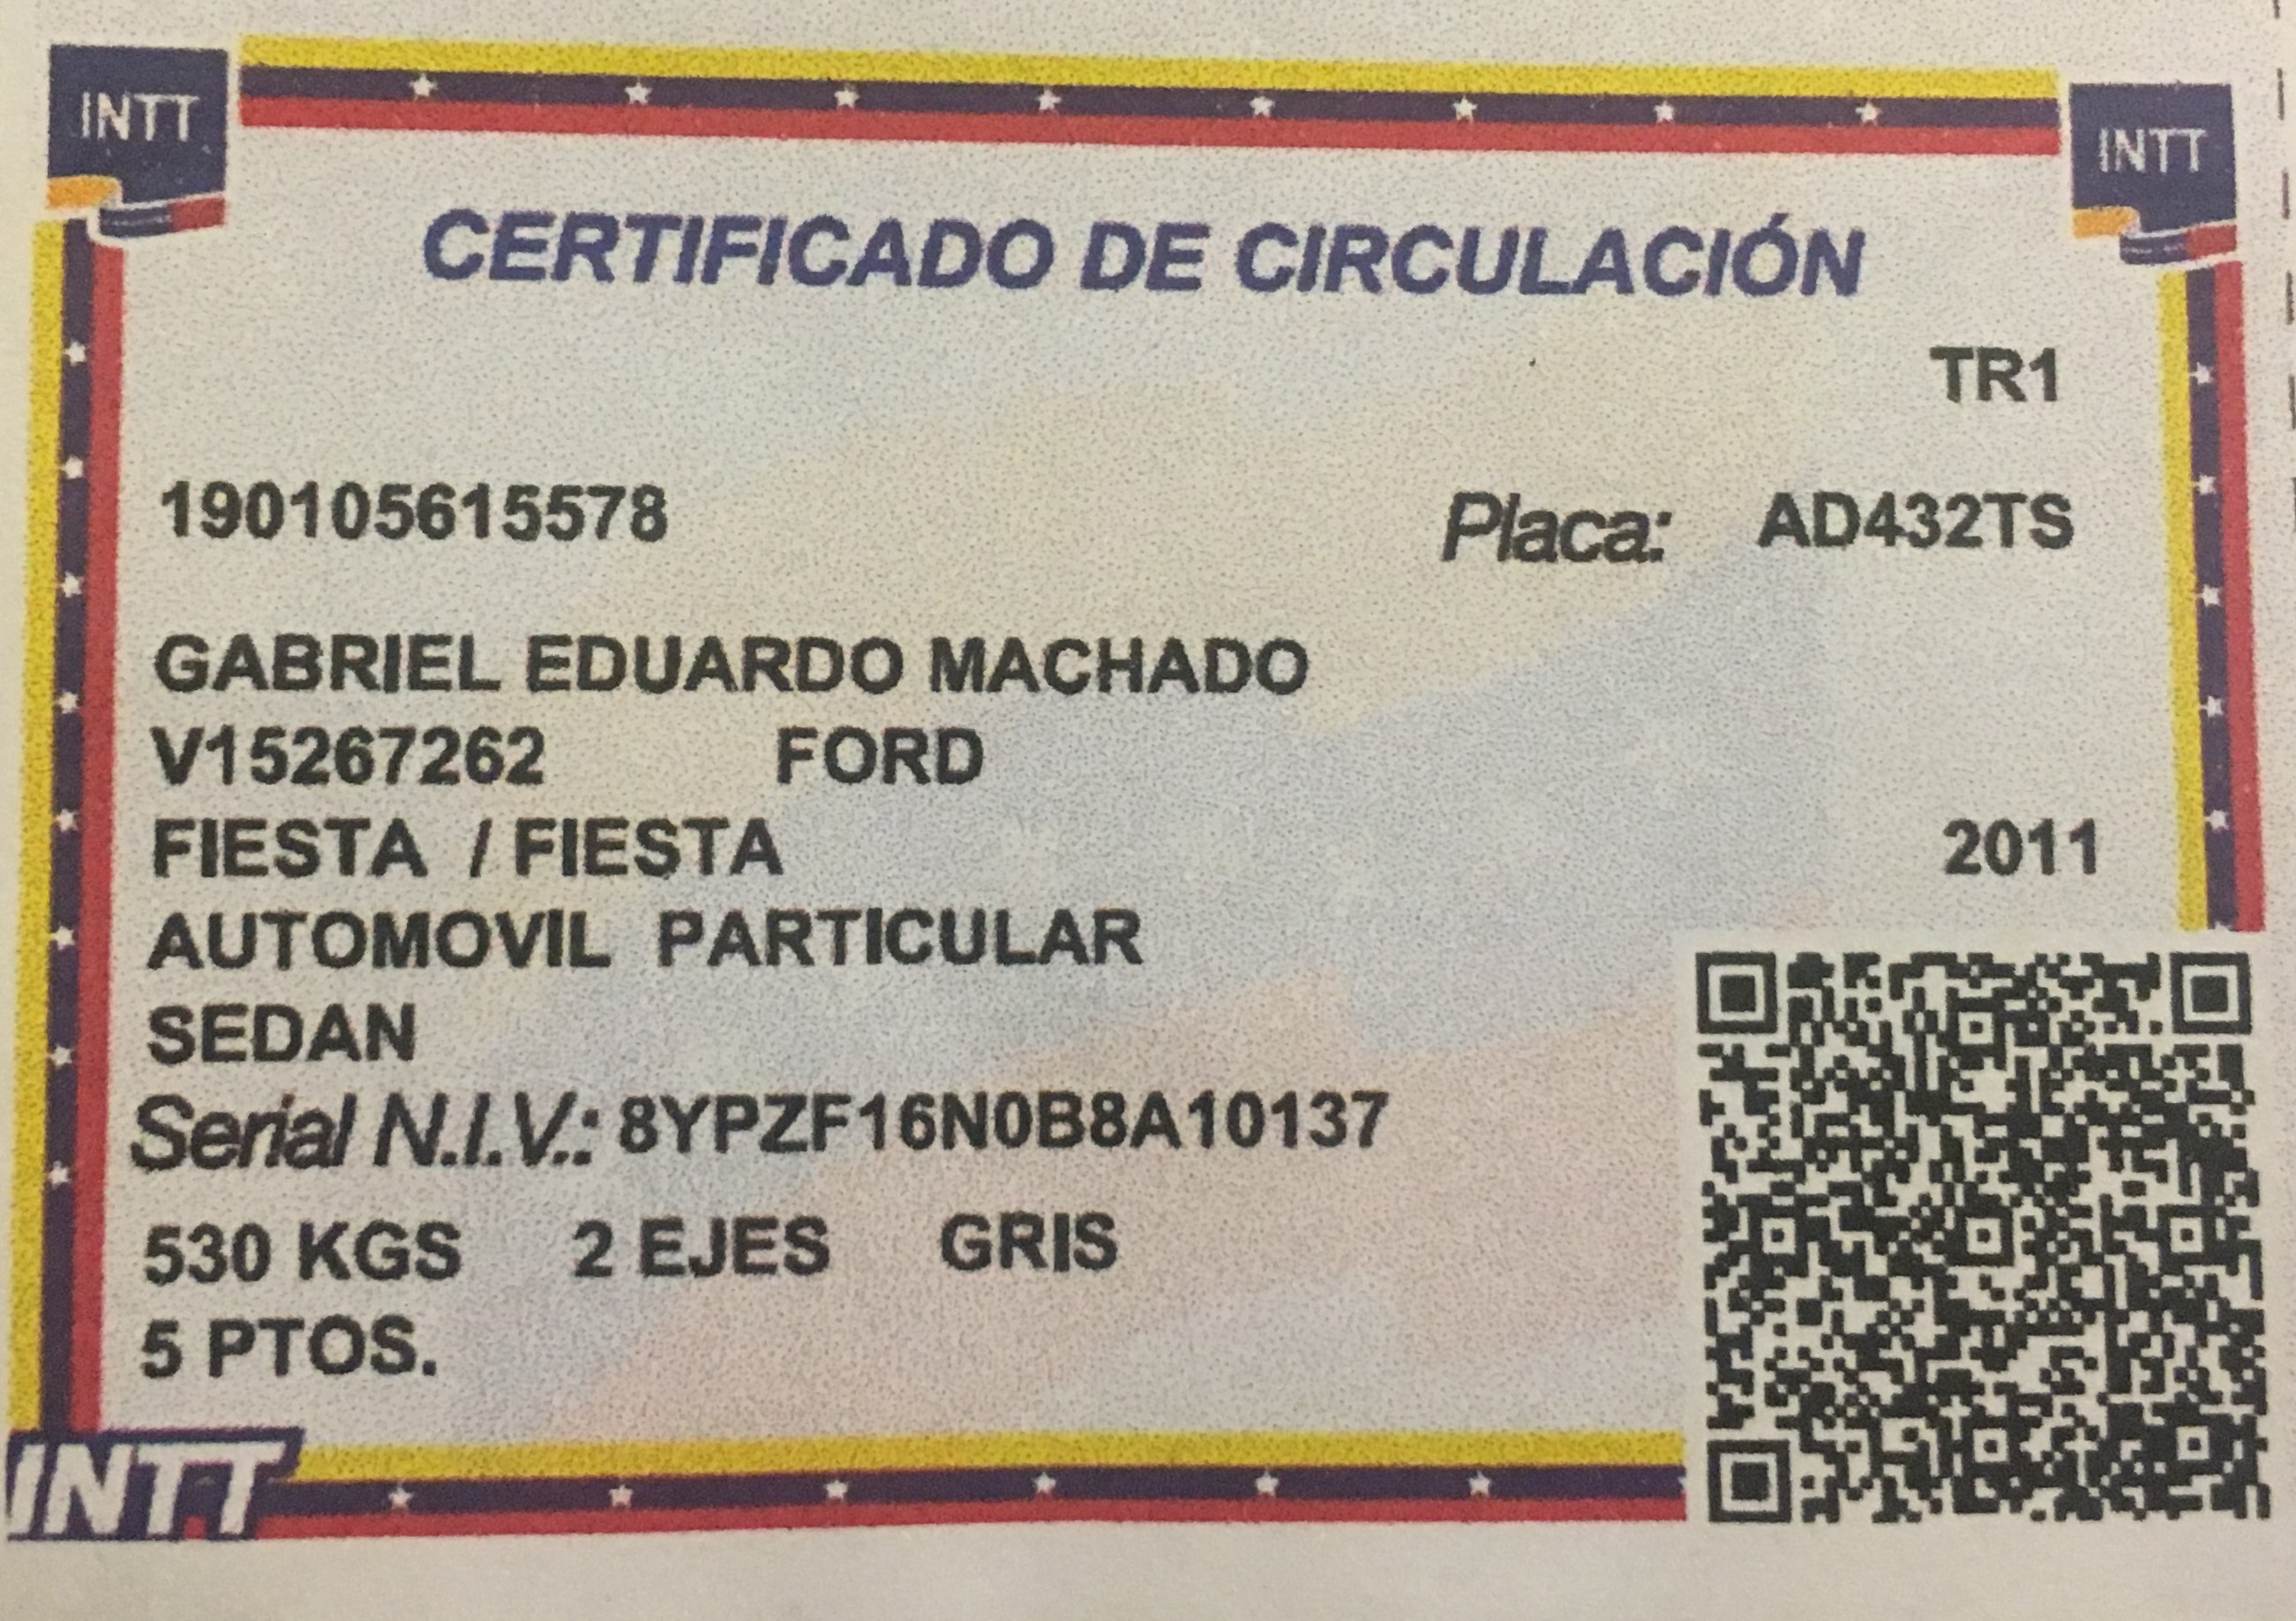 INTT INTT
CERTIFICADO DE CIRCULACIÓN
TR1
190105615578 Placa: AD432TS
GABRIEL EDUARDO MACHADO
V15267262 FORD
FIESTA / FIESTA 2011
AUTOMOVIL PARTICULAR
SEDAN
Serial N.I.V.: 8YPZF16N0B8A10137
530 KGS 2 EJES GRIS
5 PTOS.
INTT